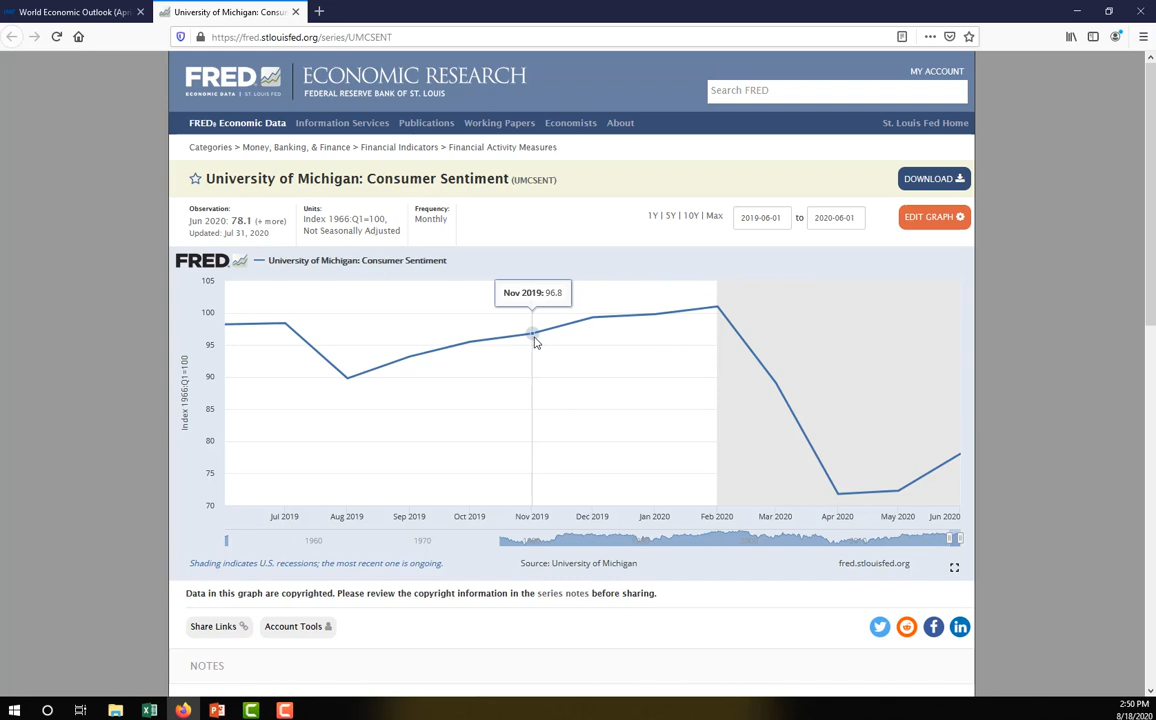 World Economic Outlook (Apri
University of Michigan: Consum
https://fred.stlouisfed.org/series/UMCSENT
FRED
ECONOMIC DATA | ST. LOUIS FED
ECONOMIC RESEARCH
FEDERAL RESERVE BANK OF ST. LOUIS
MY ACCOUNT
Search FRED
FRED® Economic Data Information Services Publications Working Papers Economists About St. Louis Fed Home
Categories > Money, Banking, & Finance > Financial Indicators > Financial Activity Measures
University of Michigan: Consumer Sentiment (UMCSENT)
DOWNLOAD
Observation:
Jun 2020: 78.1 (+ more)
Updated: Jul 31, 2020
Units:
Index 1966:Q1=100,
Not Seasonally Adjusted
Frequency:
Monthly
1Y | 5Y | 10Y | Max
2019-06-01 to 2020-06-01
EDIT GRAPH
FRED
University of Michigan: Consumer Sentiment
Nov 2019: 96.8
Index 1966:Q1=100
105
100
95
90
85
80
75
70
Jul 2019 Aug 2019 Sep 2019 Oct 2019 Nov 2019 Dec 2019 Jan 2020 Feb 2020 Mar 2020 Apr 2020 May 2020 Jun 2020
1960 1970
Shading indicates U.S. recessions; the most recent one is ongoing.
Source: University of Michigan
fred.stlouisfed.org
Data in this graph are copyrighted. Please review the copyright information in the series notes before sharing.
Share Links
Account Tools
NOTES
2:50 PM
8/18/2020